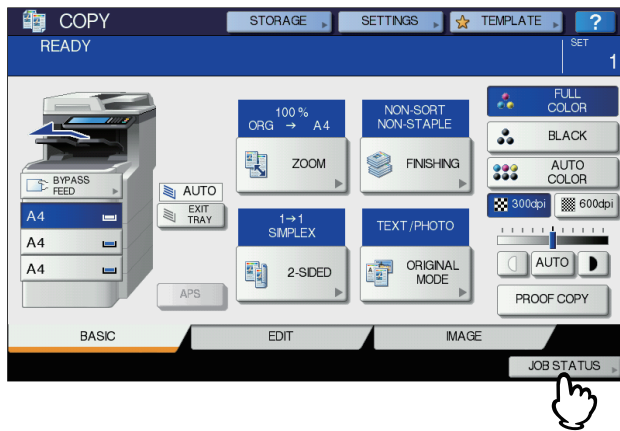 COPY
STORAGE
SETTINGS
TEMPLATE
?
READY
SET
1
100 %
ORG → A4
ZOOM
NON-SORT
NON-STAPLE
FINISHING
FULL
COLOR
BLACK
AUTO
COLOR
300dpi
600dpi
BYPASS
FEED
A4
A4
A4
AUTO
EXIT
TRAY
APS
1→1
SIMPLEX
2-SIDED
TEXT/PHOTO
ORIGINAL
MODE
AUTO
PROOF COPY
BASIC
EDIT
IMAGE
JOB STATUS